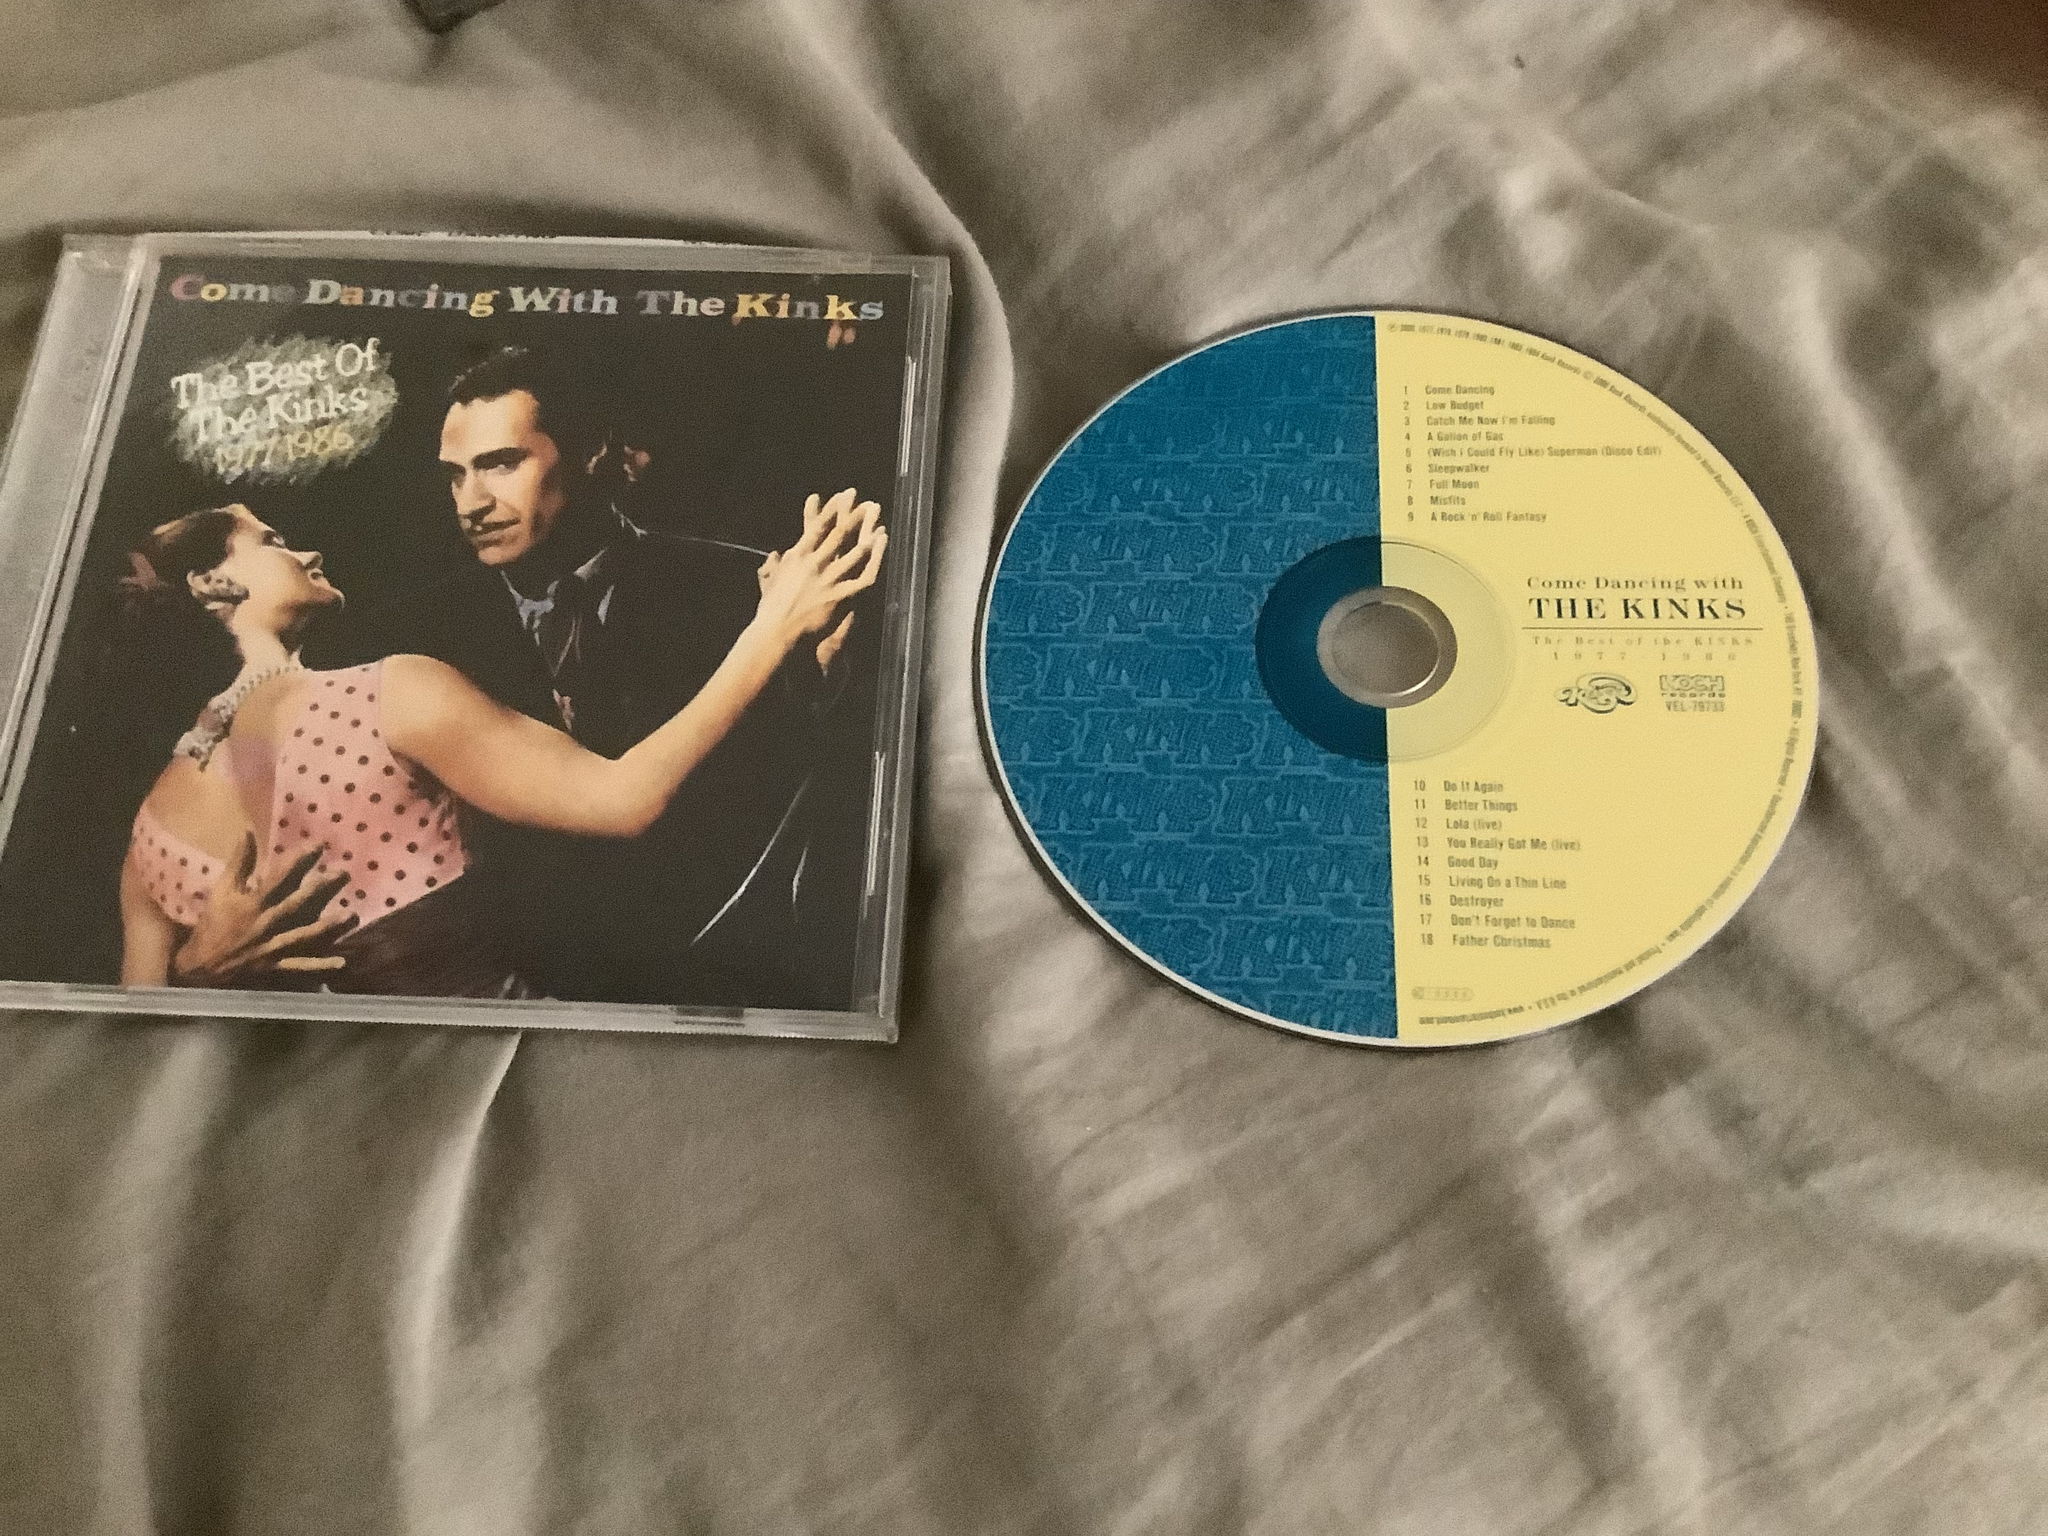 Come Dancing With The Kinks
The Best Of
The Kinks
1977-1986
1 Come Dancing
2 Low Budget
3 Catch Me Now I'm Falling
4 A Gallon of Gas
5 (Wish I Could Fly Like) Superman (Disco Edit)
6 Sleepwalker
7 Full Moon
8 Misfits
9 A Rock 'n' Roll Fantasy
Come Dancing with
THE KINKS
The Best of the KINKS
1977-1986
Konk
KOCH
records
VEL-79733
10 Do It Again
11 Better Things
12 Lola (live)
13 You Really Got Me (live)
14 Good Day
15 Living On a Thin Line
16 Destroyer
17 Don't Forget to Dance
18 Father Christmas
KINKS